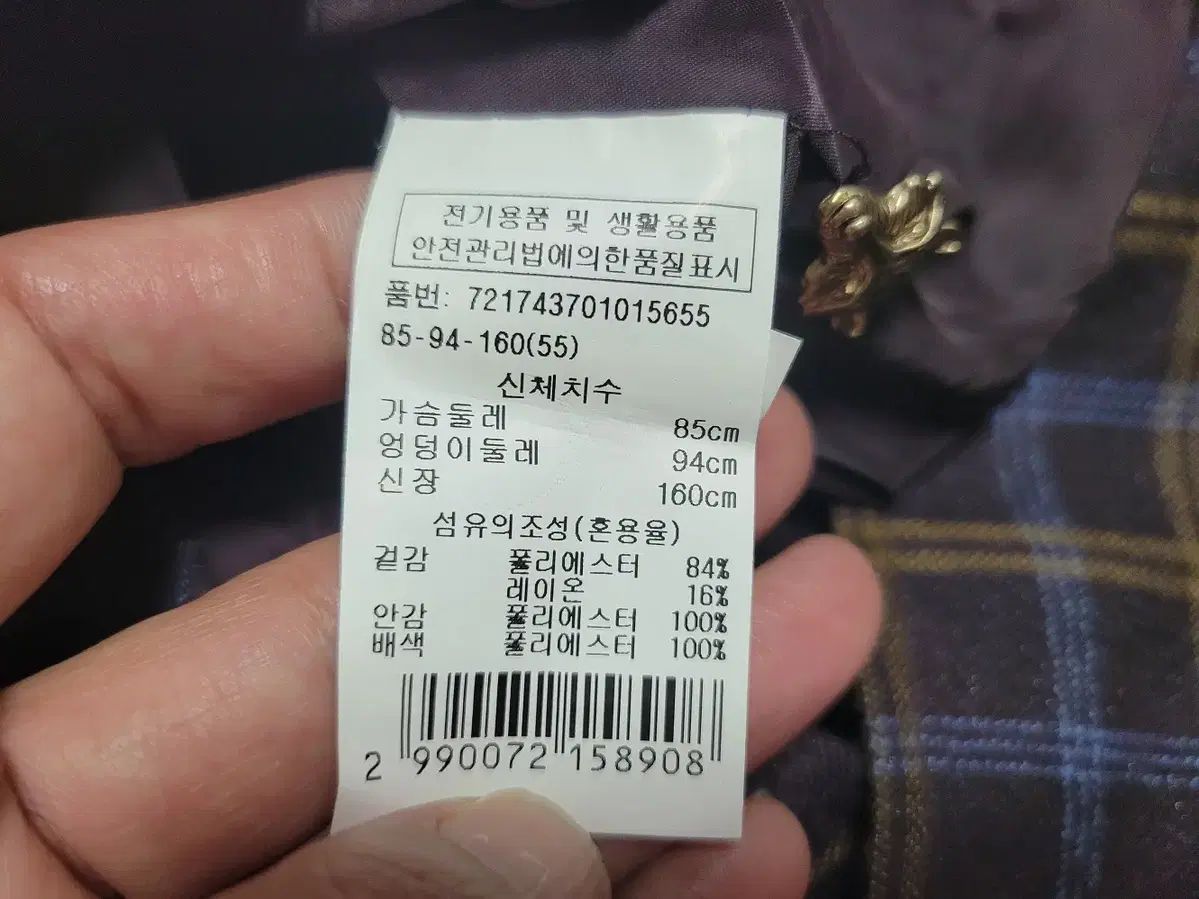 전기용품 및 생활용품
안전관리법에의한품질표시
품번: 721743701015655
85-94-160(55)
신체치수
가슴둘레 85cm
엉덩이둘레 94cm
신장 160cm
섬유의조성(혼용율)
겉감 폴리에스터 84%
레이온 16%
안감 폴리에스터 100%
배색 폴리에스터 100%
2 990072 158908